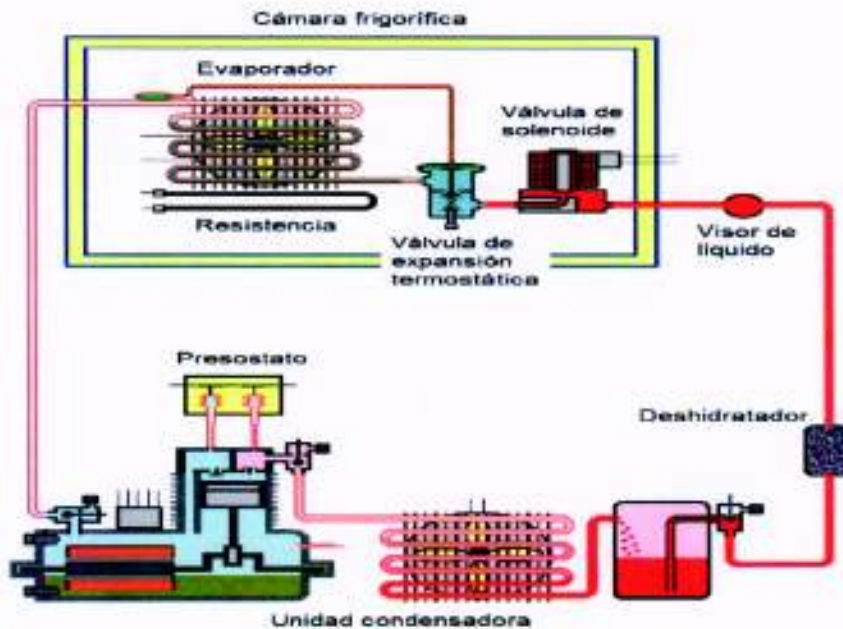 Cámara frigorífica
Evaporador
Válvula de
solenoide
Resistencia
Válvula de
expansión
termostática
Visor de
líquido
Presostato
Deshidratador
Unidad condensadora